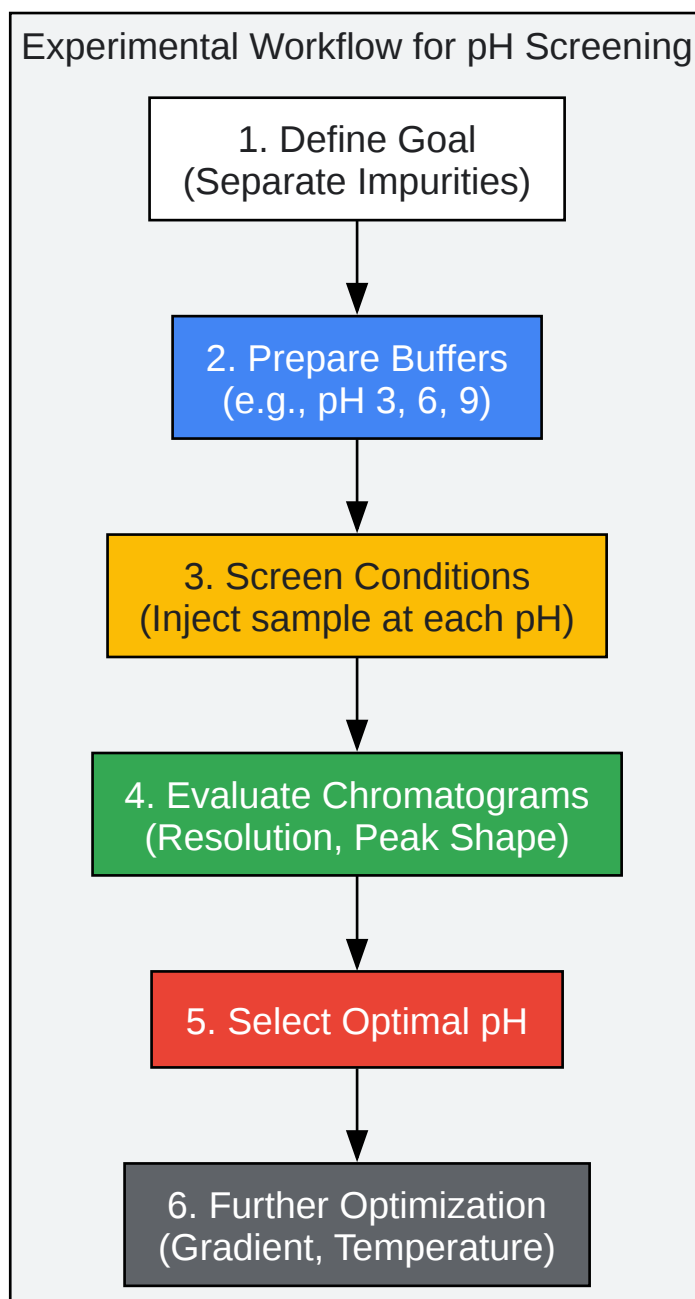 Experimental Workflow for pH Screening
1. Define Goal
(Separate Impurities)
2. Prepare Buffers
(e.g., pH 3, 6, 9)
3. Screen Conditions
(Inject sample at each pH)
4. Evaluate Chromatograms
(Resolution, Peak Shape)
5. Select Optimal pH
6. Further Optimization
(Gradient, Temperature)